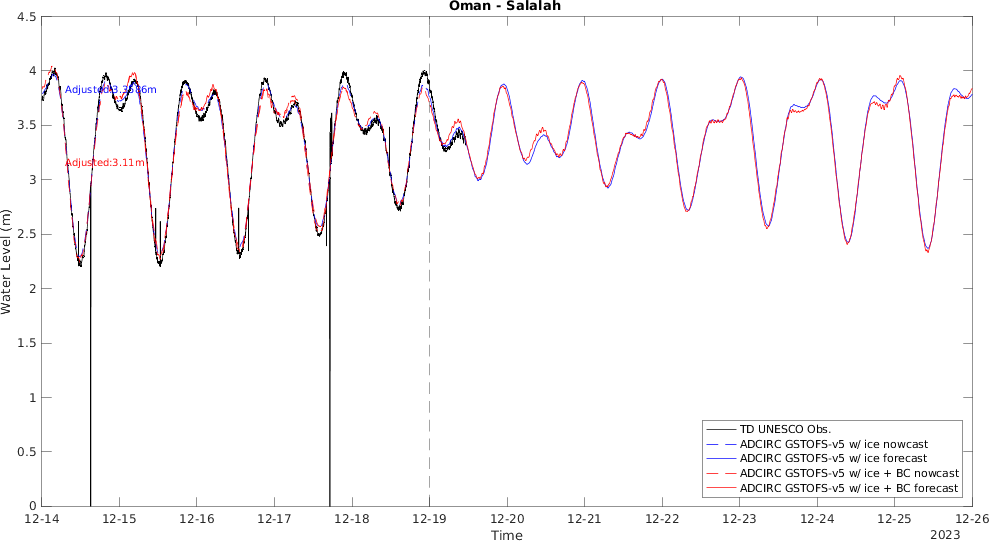 Oman - Salalah
4.5
4
3.5
3
2.5
2
1.5
1
0.5
0
Water Level (m)
Adjusted:3.11m
TD UNESCO Obs.
ADCIRC GSTOFS-v5 w/ ice nowcast
ADCIRC GSTOFS-v5 w/ ice forecast
ADCIRC GSTOFS-v5 w/ ice + BC nowcast
ADCIRC GSTOFS-v5 w/ ice + BC forecast
12-14 12-15 12-16 12-17 12-18 12-19 12-20 12-21 12-22 12-23 12-24 12-25 12-26
Time
2023